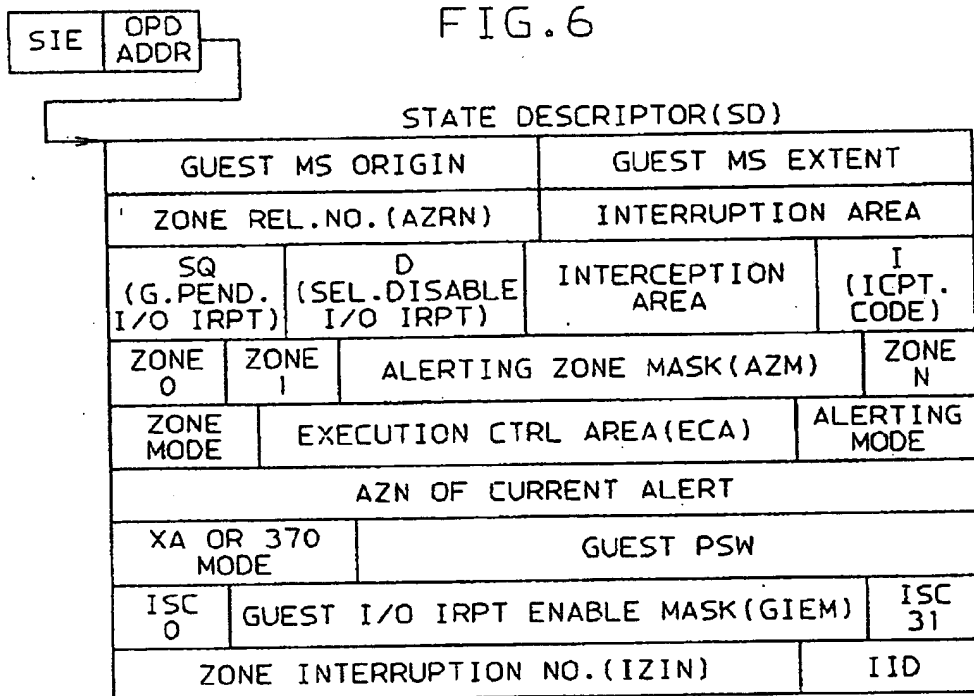 FIG.6
SIE OPD ADDR
STATE DESCRIPTOR(SD)
GUEST MS ORIGIN GUEST MS EXTENT
ZONE REL.NO.(AZRN) INTERRUPTION AREA
SQ (G.PEND. I/O IRPT) D (SEL.DISABLE I/O IRPT) INTERCEPTION AREA I (ICPT. CODE)
ZONE 0 ZONE 1 ALERTING ZONE MASK(AZM) ZONE N
ZONE MODE EXECUTION CTRL AREA(ECA) ALERTING MODE
AZN OF CURRENT ALERT
XA OR 370 MODE GUEST PSW
ISC 0 GUEST I/O IRPT ENABLE MASK(GIEM) ISC 31
ZONE INTERRUPTION NO.(IZIN) IID